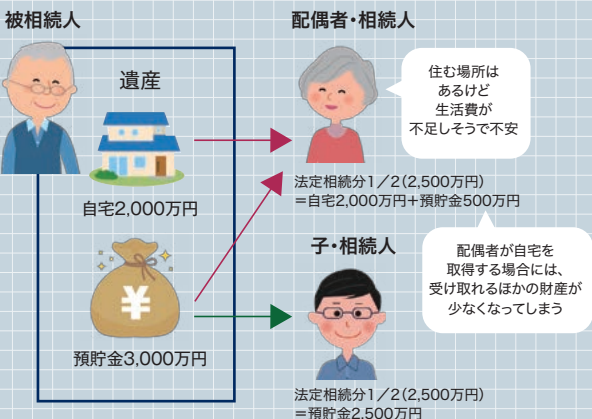 被相続人
遺産
自宅2,000万円
¥
預貯金3,000万円
配偶者・相続人
住む場所は
あるけど
生活費が
不足しそうで不安
法定相続分1／2(2,500万円)
＝自宅2,000万円＋預貯金500万円
配偶者が自宅を
取得する場合には、
受け取れるほかの財産が
少なくなってしまう
子・相続人
法定相続分1／2(2,500万円)
＝預貯金2,500万円